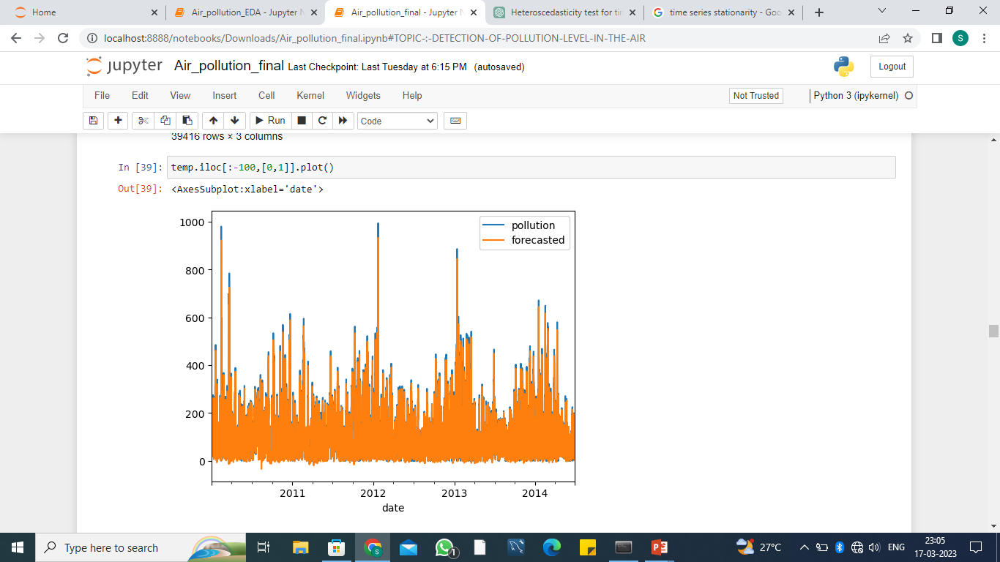 Home
Air_pollution_EDA - Jupyter N
Air_pollution_final - Jupyter N
Heteroscedasticity test for tim
time series stationarity - Goo
localhost:8888/notebooks/Downloads/Air_pollution_final.ipynb#TOPIC-:-DETECTION-OF-POLLUTION-LEVEL-IN-THE-AIR
S
jupyter Air_pollution_final Last Checkpoint: Last Tuesday at 6:15 PM (autosaved)
Logout
File Edit View Insert Cell Kernel Widgets Help
Not Trusted
Python 3 (ipykernel)
Run
Code
39416 rows × 3 columns
In [39]: temp.iloc[:-100,[0,1]].plot()
Out[39]: <AxesSubplot:xlabel='date'>
pollution
forecasted
1000
800
600
400
200
0
2011 2012 2013 2014
date
Type here to search
S
1
27°C
ENG
23:05
17-03-2023